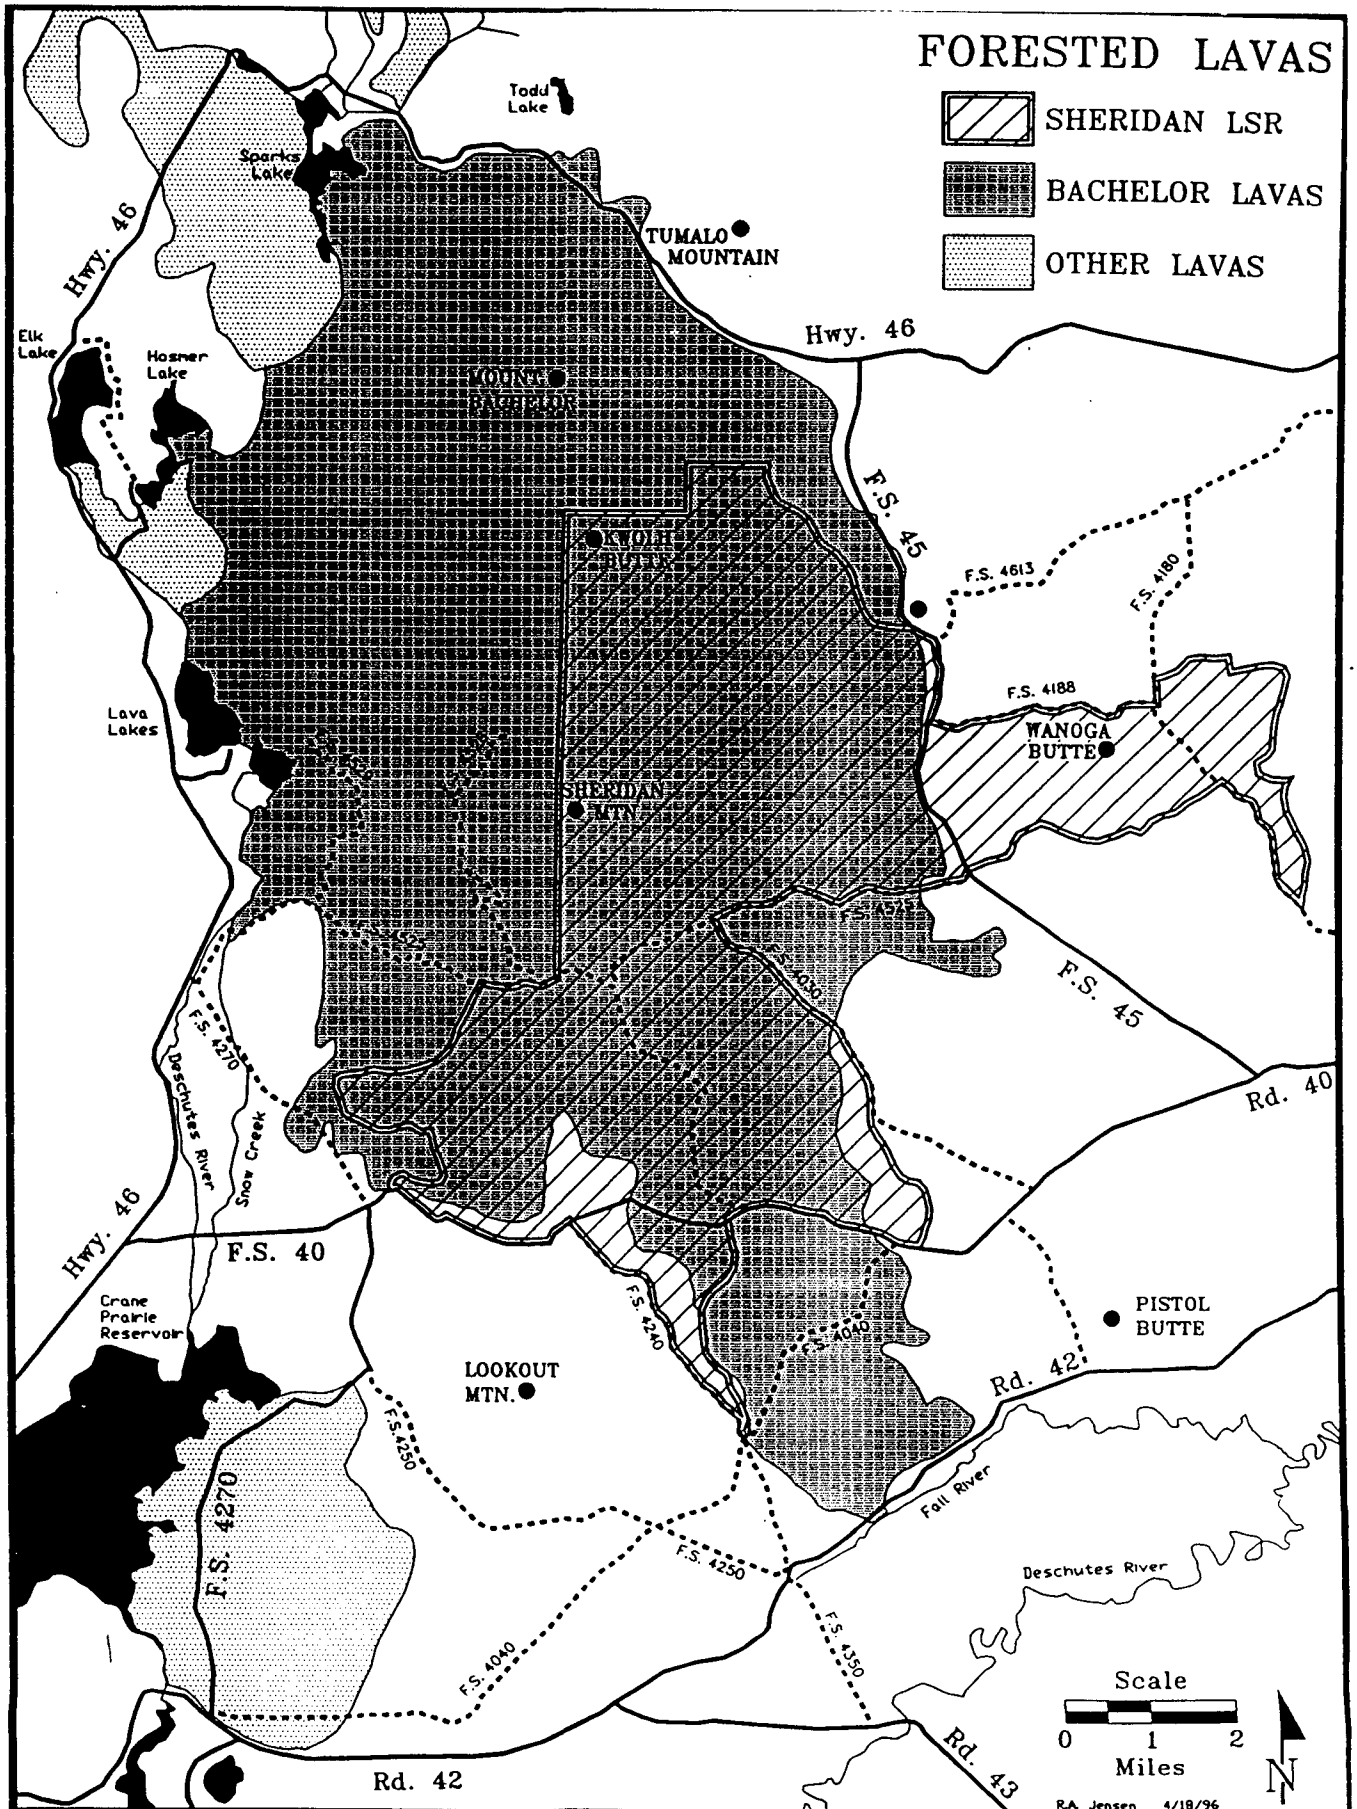 FORESTED LAVAS
SHERIDAN LSR
BACHELOR LAVAS
OTHER LAVAS
Todd
Lake
Sparks
Lake
Hwy. 46
TUMALO
MOUNTAIN
Hwy. 46
Elk
Lake
Hosmer
Lake
MOUNT
BACHELOR
F.S. 45
KWOLH
BUTTE
F.S. 4613
F.S. 4180
F.S. 4188
WANOGA
BUTTE
Lava
Lakes
SHERIDAN
MTN.
F.S. 4525
F.S. 4030
F.S. 45
F.S. 4270
Deschutes River
Snow Creek
Rd. 40
Hwy. 46
F.S. 40
Crane
Prairie
Reservoir
F.S. 4240
F.S. 4040
PISTOL
BUTTE
LOOKOUT
MTN.
Rd. 42
F.S. 4250
F.S. 4270
Fall River
F.S. 4250
Deschutes River
F.S. 4040
F.S. 4350
Scale
0 1 2
Miles
N
Rd. 42
Rd. 43
R.A. Jensen 4/18/96